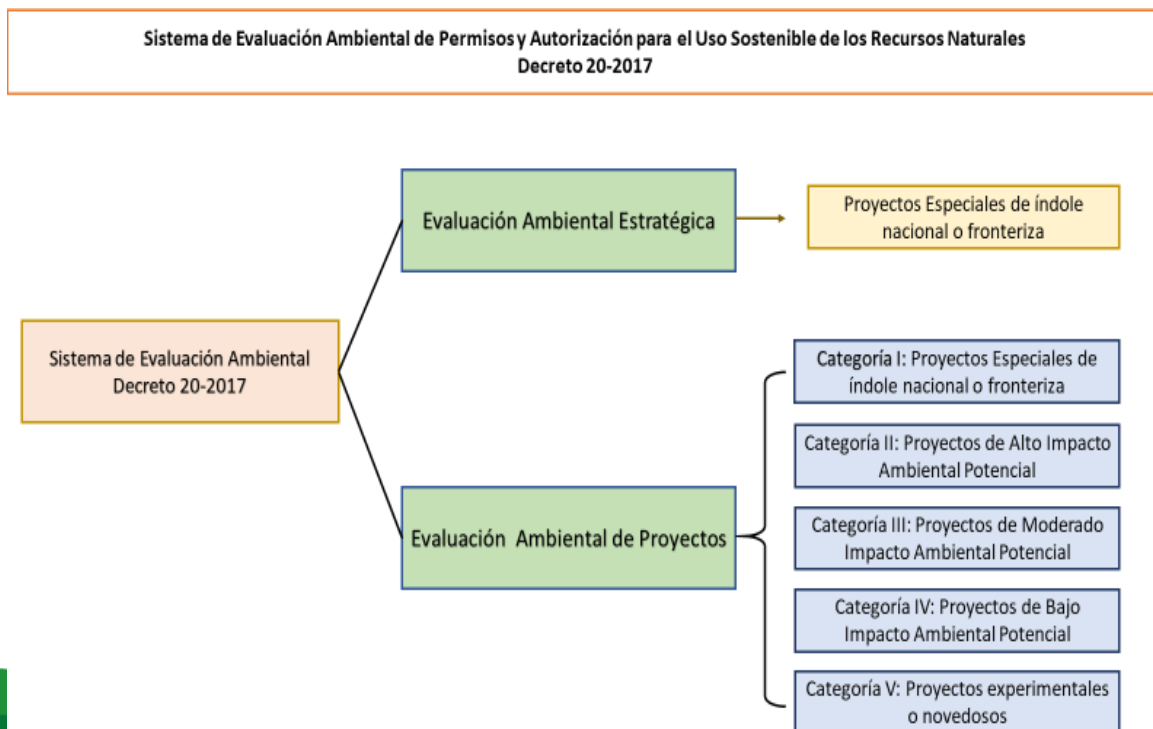 Sistema de Evaluación Ambiental de Permisos y Autorización para el Uso Sostenible de los Recursos Naturales
Decreto 20-2017
Evaluación Ambiental Estratégica
Proyectos Especiales de índole
nacional o fronteriza
Sistema de Evaluación Ambiental
Decreto 20-2017
Evaluación Ambiental de Proyectos
Categoría I: Proyectos Especiales de
índole nacional o fronteriza
Categoría II: Proyectos de Alto Impacto
Ambiental Potencial
Categoría III: Proyectos de Moderado
Impacto Ambiental Potencial
Categoría IV: Proyectos de Bajo
Impacto Ambiental Potencial
Categoría V: Proyectos experimentales
o novedosos